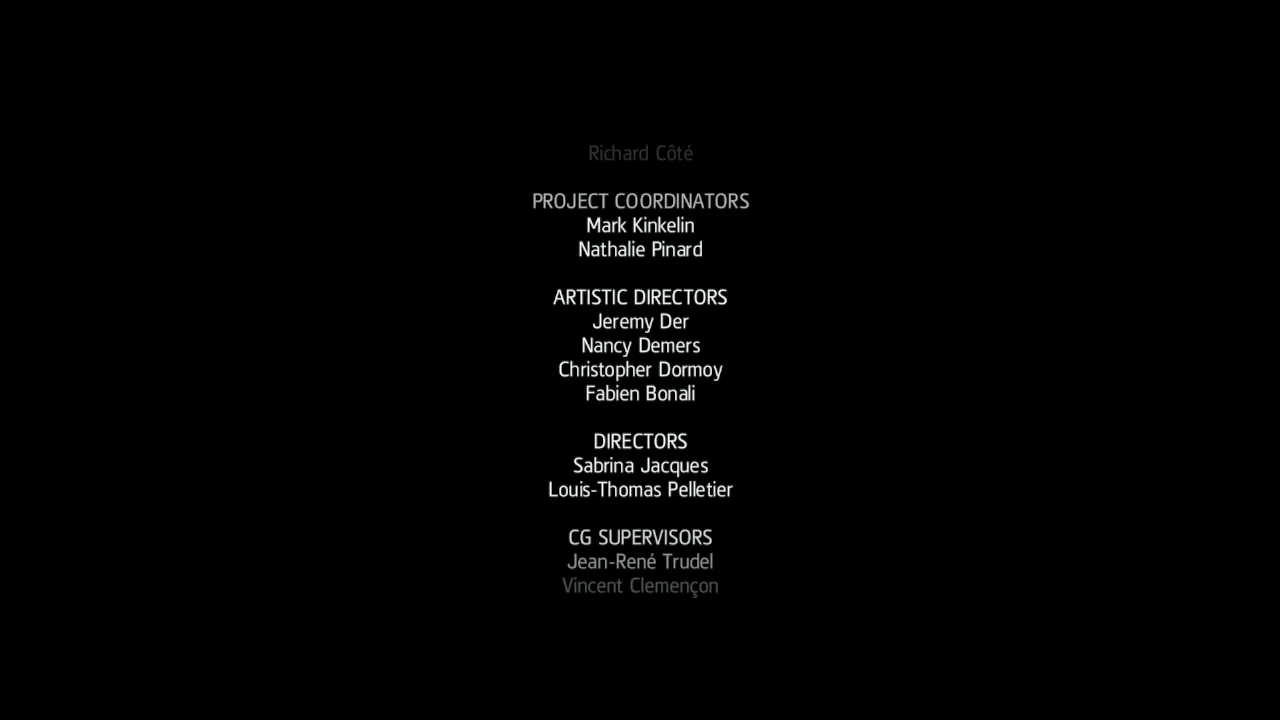 Richard Côté
PROJECT COORDINATORS
Mark Kinkelin
Nathalie Pinard
ARTISTIC DIRECTORS
Jeremy Der
Nancy Demers
Christopher Dormoy
Fabien Bonali
DIRECTORS
Sabrina Jacques
Louis-Thomas Pelletier
CG SUPERVISORS
Jean-René Trudel
Vincent Clemençon